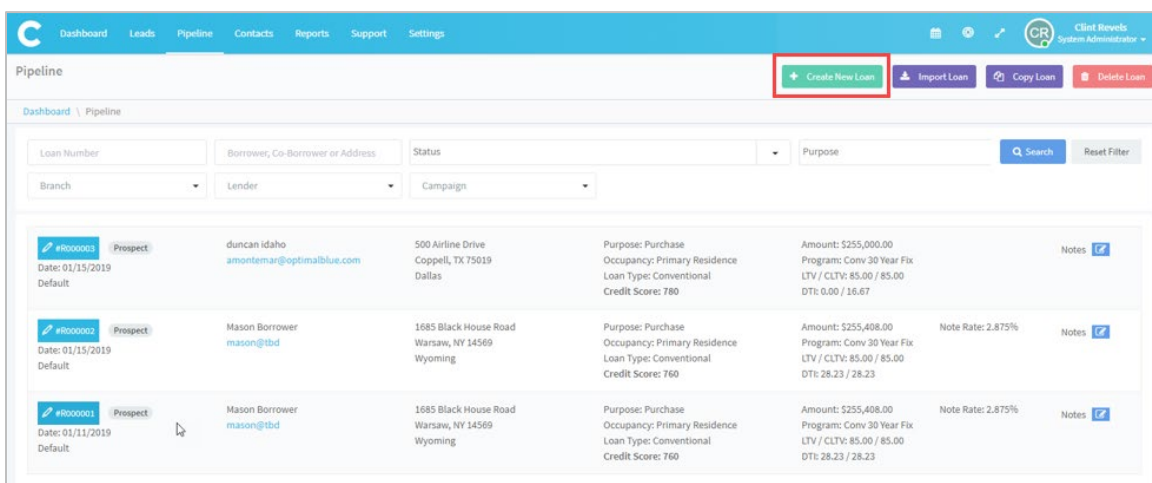 C Dashboard Leads Pipeline Contacts Reports Support Settings CR Clint Revels
System Administrator
Pipeline Create New Loan Import Loan Copy Loan Delete Loan
Dashboard \ Pipeline
Loan Number Borrower, Co-Borrower or Address Status Purpose Search Reset Filter
Branch Lender Campaign
#R000003 Prospect duncan idaho 500 Airline Drive Purpose: Purchase Amount: $255,000.00 Notes
Date: 01/15/2019 amontemar@optimalblue.com Coppell, TX 75019 Occupancy: Primary Residence Program: Conv 30 Year Fix
Default Dallas Loan Type: Conventional LTV / CLTV: 85.00 / 85.00
Credit Score: 780 DTI: 0.00 / 16.67
#R000002 Prospect Mason Borrower 1685 Black House Road Purpose: Purchase Amount: $255,408.00 Note Rate: 2.875% Notes
Date: 01/15/2019 mason@tbd Warsaw, NY 14569 Occupancy: Primary Residence Program: Conv 30 Year Fix
Default Wyoming Loan Type: Conventional LTV / CLTV: 85.00 / 85.00
Credit Score: 760 DTI: 28.23 / 28.23
#R000001 Prospect Mason Borrower 1685 Black House Road Purpose: Purchase Amount: $255,408.00 Note Rate: 2.875% Notes
Date: 01/11/2019 mason@tbd Warsaw, NY 14569 Occupancy: Primary Residence Program: Conv 30 Year Fix
Default Wyoming Loan Type: Conventional LTV / CLTV: 85.00 / 85.00
Credit Score: 760 DTI: 28.23 / 28.23